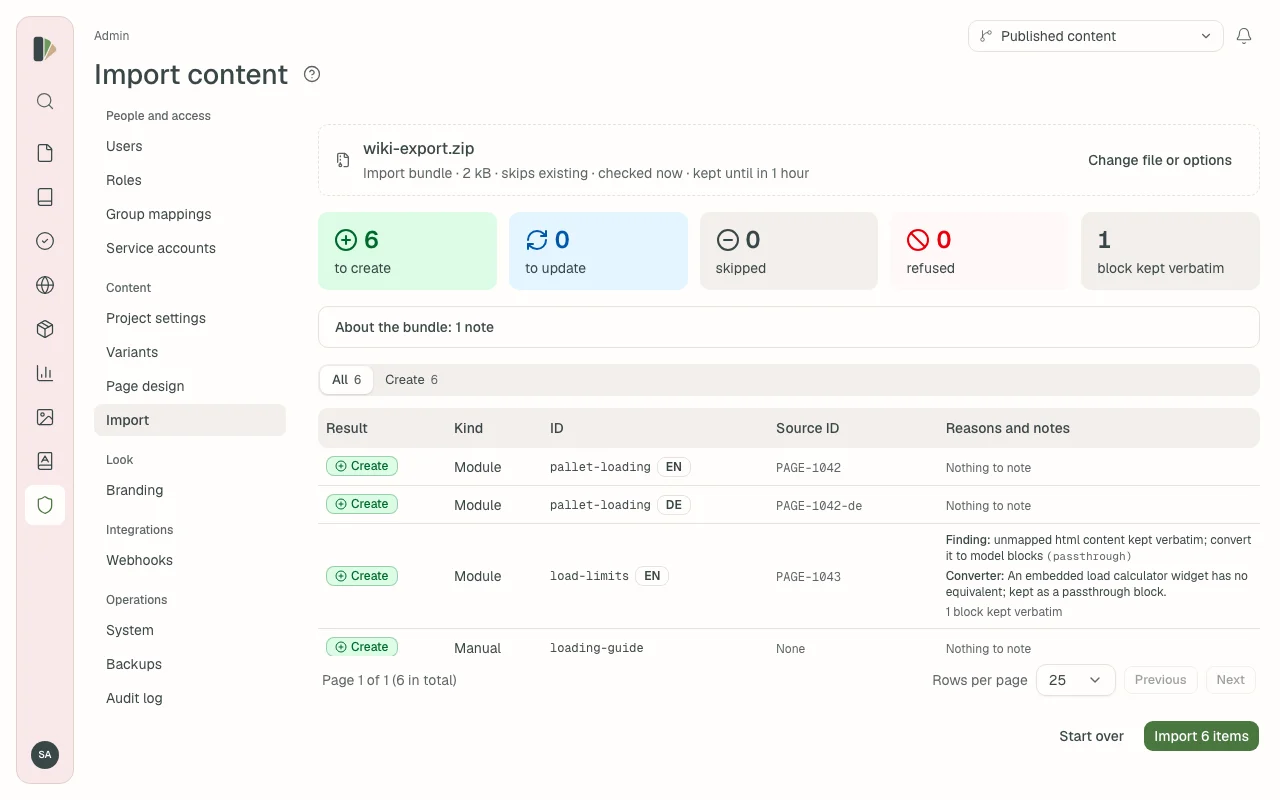 Admin
Published content
Import content
People and access
Users
Roles
Group mappings
Service accounts
Content
Project settings
Variants
Page design
Import
Look
Branding
Integrations
Webhooks
Operations
System
Backups
Audit log
SA
wiki-export.zip
Import bundle · 2 kB · skips existing · checked now · kept until in 1 hour
Change file or options
6
to create
0
to update
0
skipped
0
refused
1
block kept verbatim
About the bundle: 1 note
All 6 Create 6
Result Kind ID Source ID Reasons and notes
Create Module pallet-loading EN PAGE-1042 Nothing to note
Create Module pallet-loading DE PAGE-1042-de Nothing to note
Create Module load-limits EN PAGE-1043
Finding: unmapped html content kept verbatim; convert
it to model blocks (passthrough)
Converter: An embedded load calculator widget has no
equivalent; kept as a passthrough block.
1 block kept verbatim
Create Manual loading-guide None Nothing to note
Page 1 of 1 (6 in total)
Rows per page 25 Previous Next
Start over Import 6 items